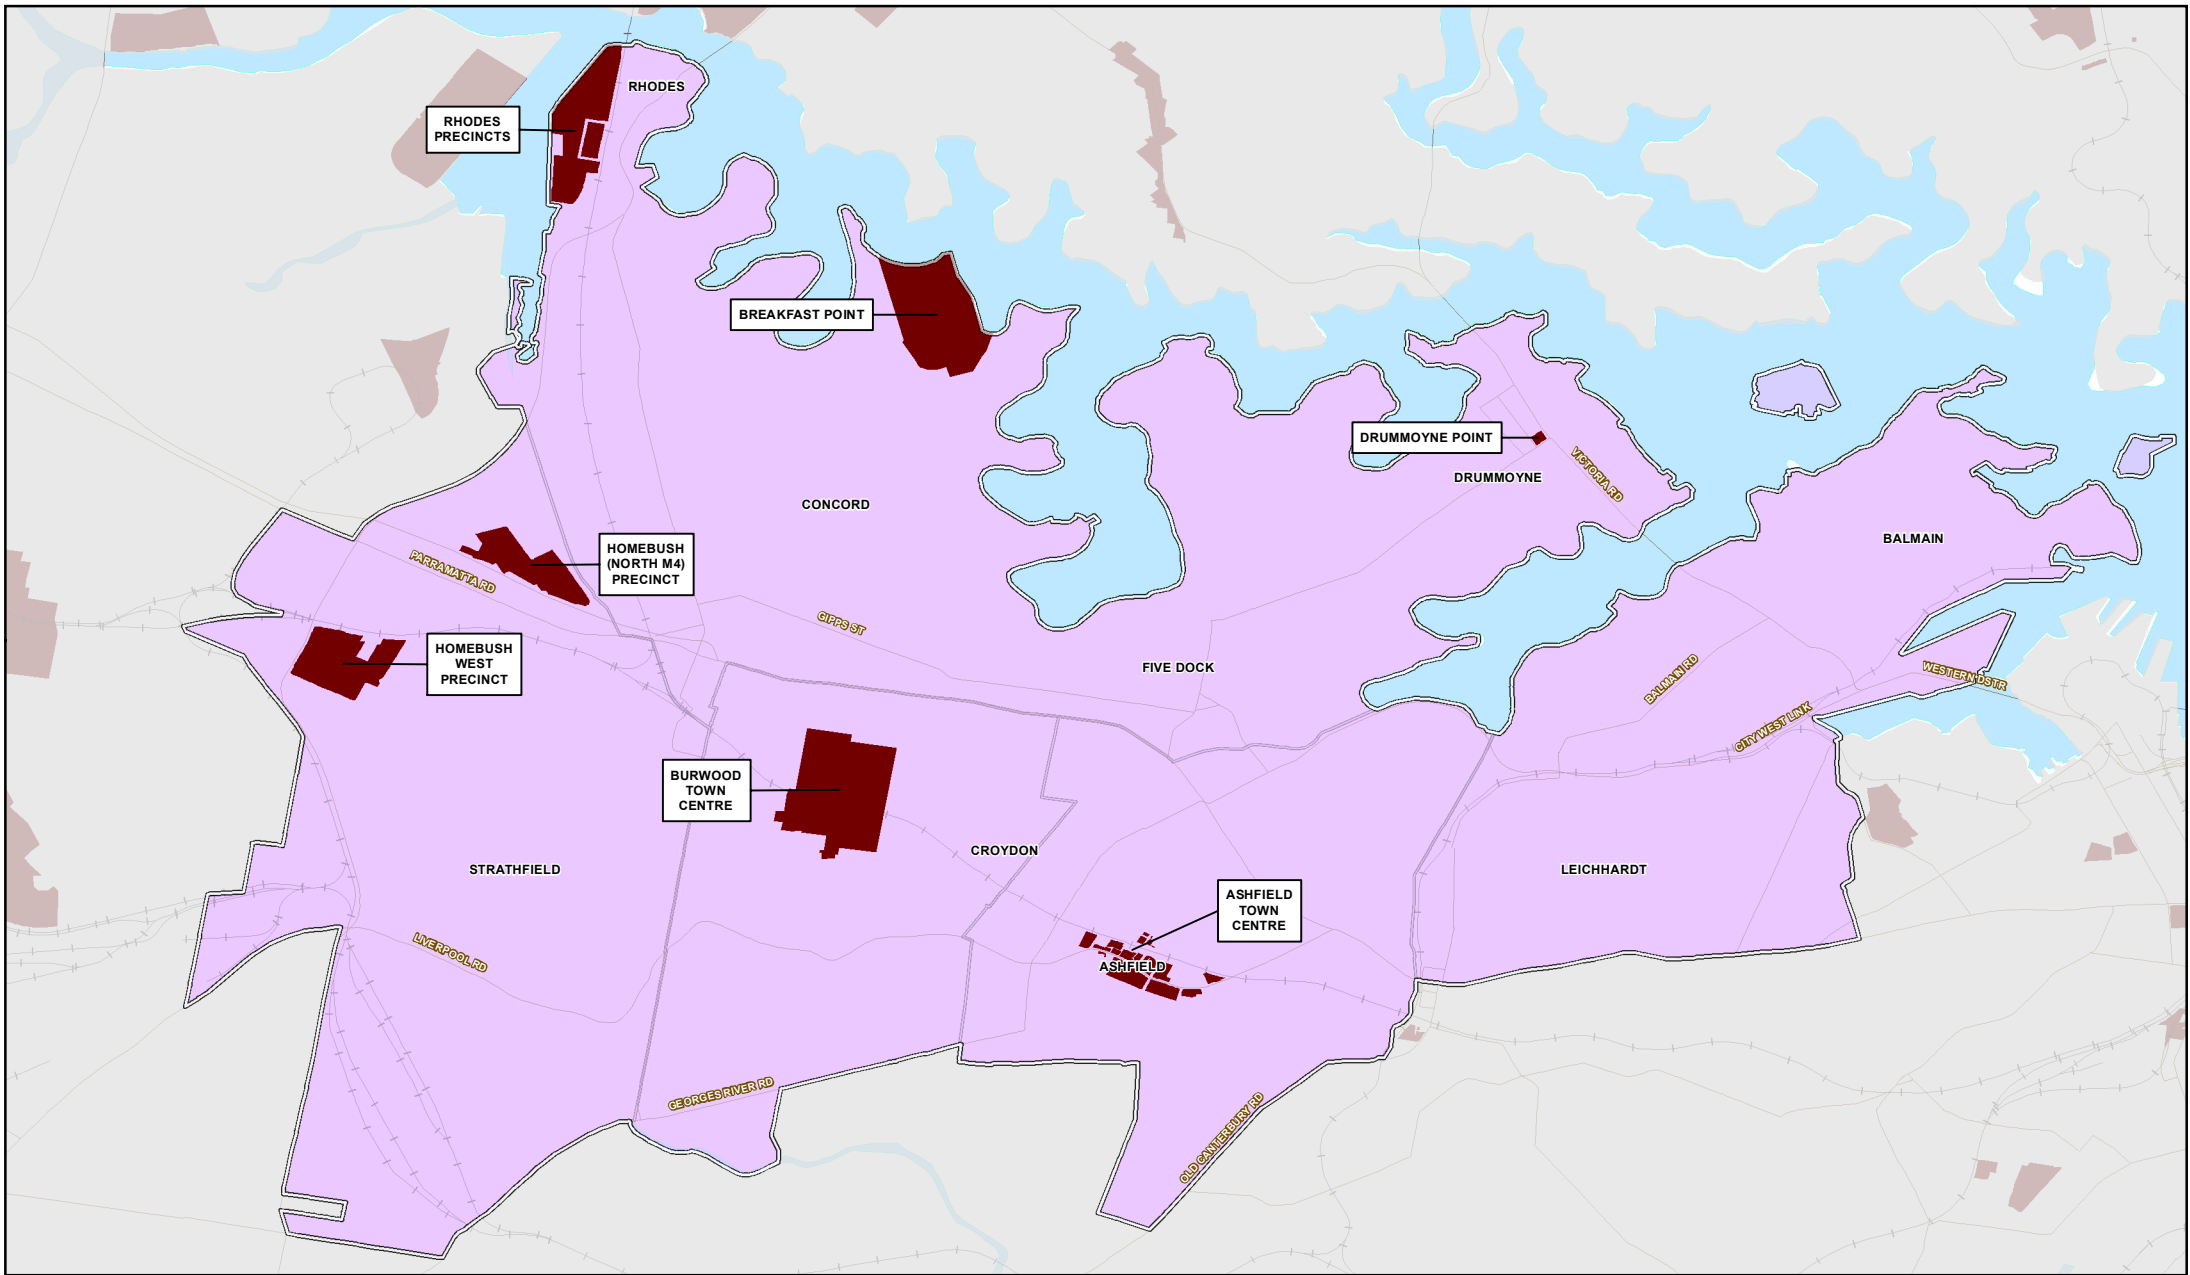 RHODES
RHODES
PRECINCTS
BREAKFAST POINT
DRUMMOYNE POINT
DRUMMOYNE
VICTORIA RD
CONCORD
BALMAIN
HOMEBUSH
(NORTH M4)
PRECINCT
PARRAMATTA RD
GIPPS ST
HOMEBUSH
WEST
PRECINCT
FIVE DOCK
BALMAIN RD
WESTERN DSTR
CITY WEST LINK
BURWOOD
TOWN
CENTRE
CROYDON
STRATHFIELD
LEICHHARDT
ASHFIELD
TOWN
CENTRE
LIVERPOOL RD
ASHFIELD
GEORGES RIVER RD
OLD CANTERBURY RD